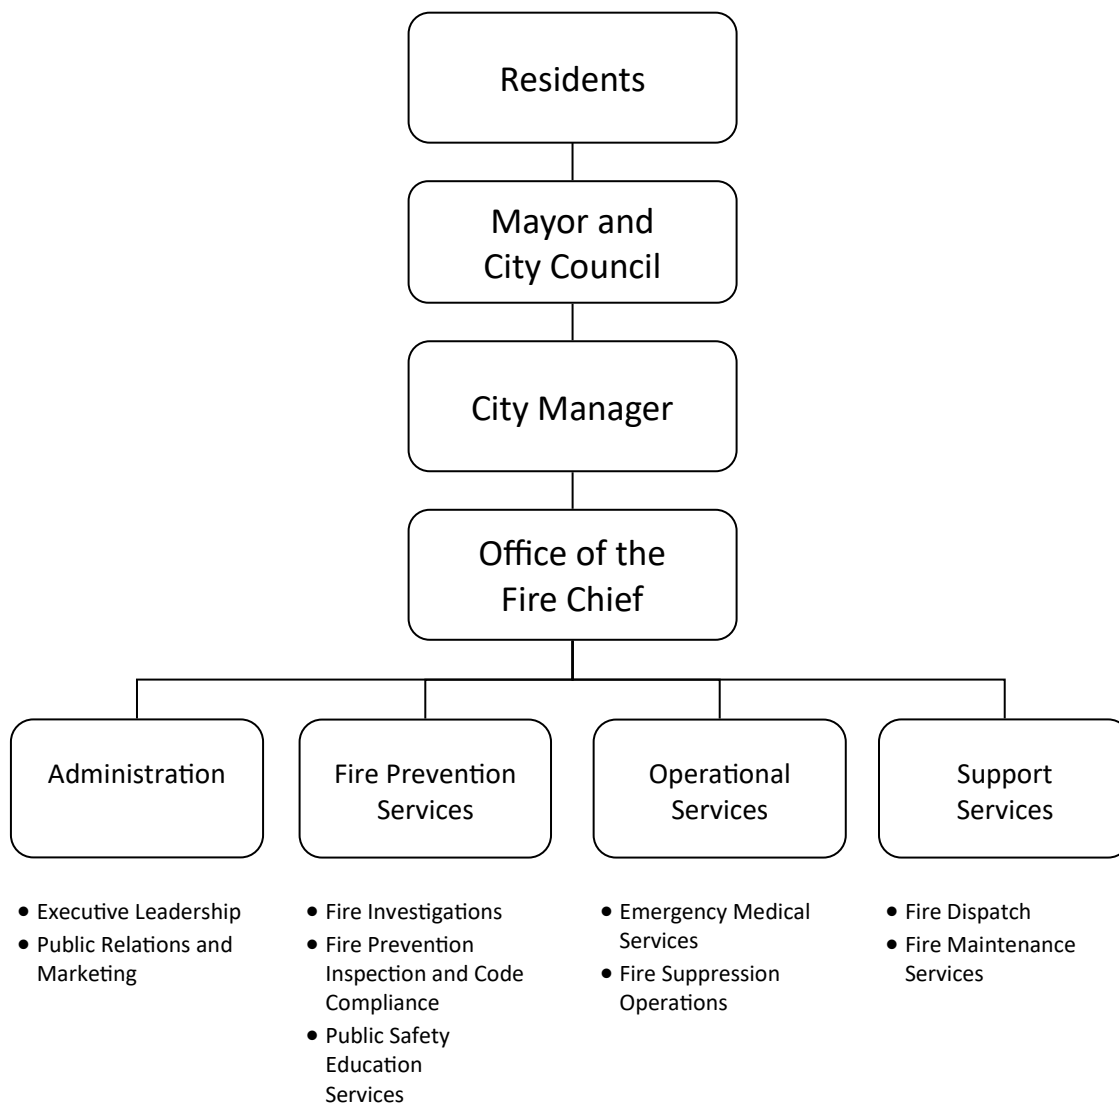 Residents
Mayor and
City Council
City Manager
Office of the
Fire Chief
Administration
Fire Prevention
Services
Operational
Services
Support
Services
• Executive Leadership
• Public Relations and
Marketing
• Fire Investigations
• Fire Prevention
Inspection and Code
Compliance
• Public Safety
Education
Services
• Emergency Medical
Services
• Fire Suppression
Operations
• Fire Dispatch
• Fire Maintenance
Services